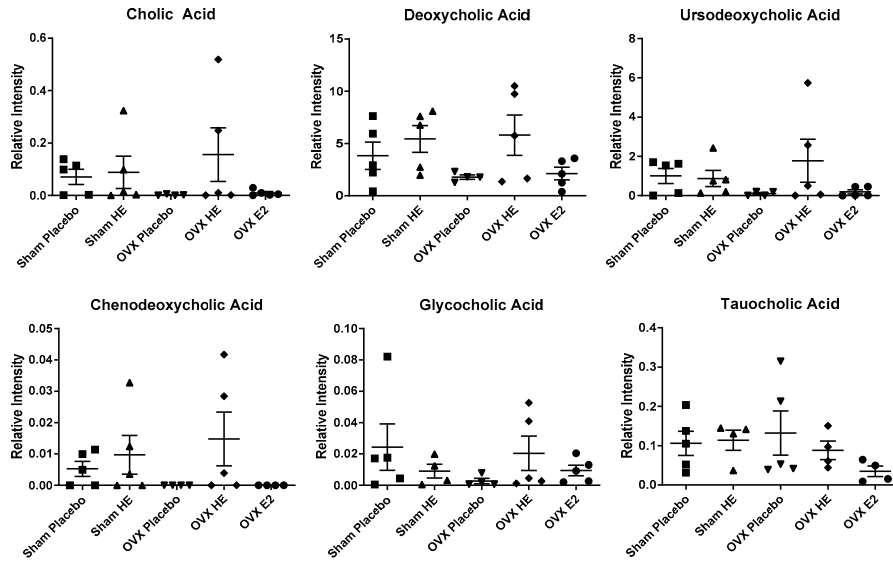 Cholic Acid
Relative Intensity
0.6
0.4
0.2
0.0
Sham Placebo
Sham HE
OVX Placebo
OVX HE
OVX E2
Deoxycholic Acid
Relative Intensity
15
10
5
0
Sham Placebo
Sham HE
OVX Placebo
OVX HE
OVX E2
Ursodeoxycholic Acid
Relative Intensity
8
6
4
2
0
Sham Placebo
Sham HE
OVX Placebo
OVX HE
OVX E2
Chenodeoxycholic Acid
Relative Intensity
0.05
0.04
0.03
0.02
0.01
0.00
Sham Placebo
Sham HE
OVX Placebo
OVX HE
OVX E2
Glycocholic Acid
Relative Intensity
0.10
0.08
0.06
0.04
0.02
0.00
Sham Placebo
Sham HE
OVX Placebo
OVX HE
OVX E2
Tauocholic Acid
Relative Intensity
0.4
0.3
0.2
0.1
0.0
Sham Placebo
Sham HE
OVX Placebo
OVX HE
OVX E2